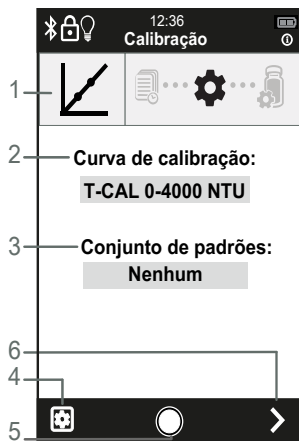 12:36
Calibração
1
2
Curva de calibração:
T-CAL 0-4000 NTU
3
Conjunto de padrões:
Nenhum
6
4
5